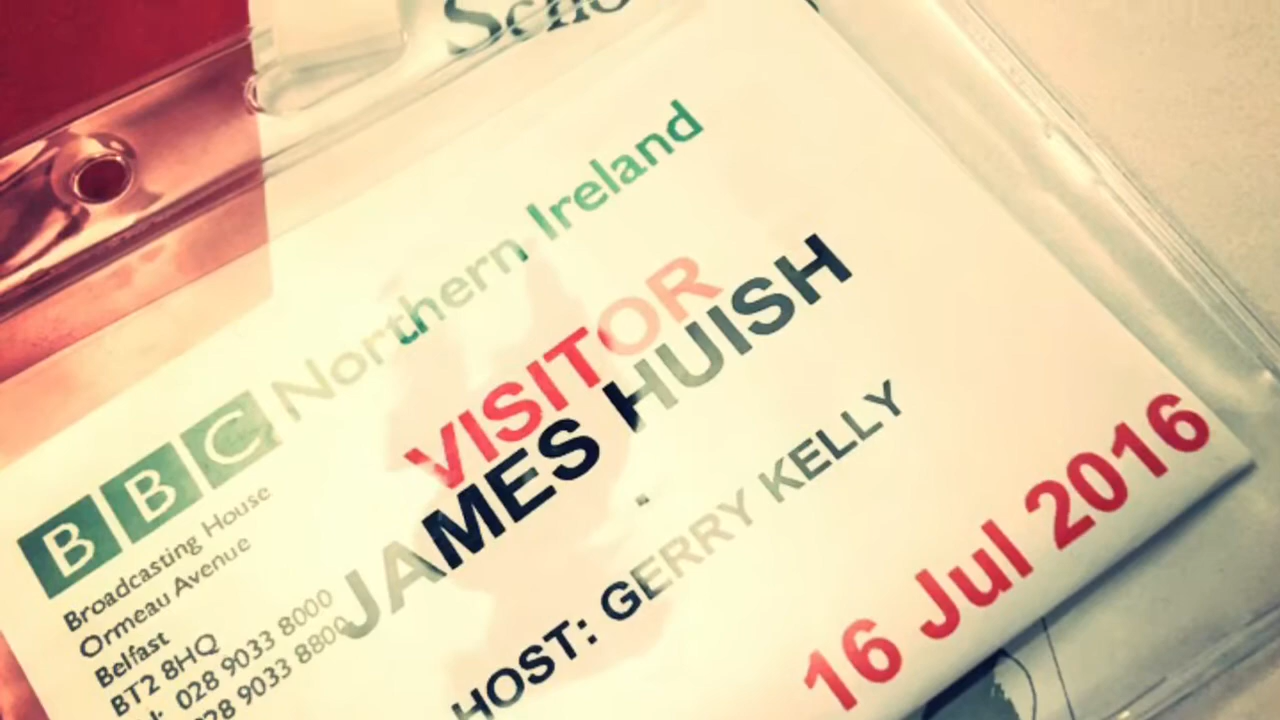 BBC Northern Ireland
Broadcasting House
Ormeau Avenue
Belfast
BT2 8HQ
028 9033 8000
028 9033 8800
VISITOR
JAMES HUISH
HOST: GERRY KELLY
16 Jul 2016